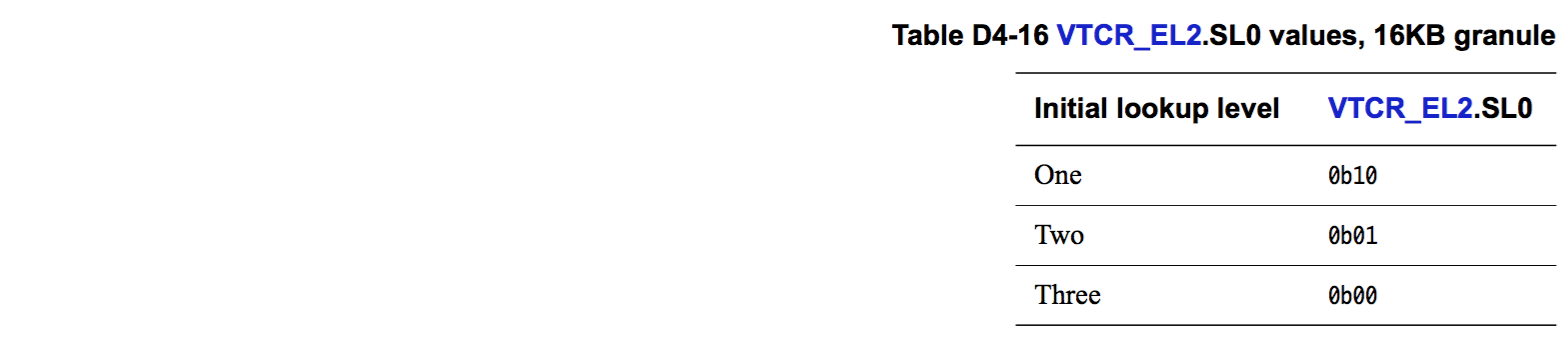 Table D4-16 VTCR_EL2.SL0 values, 16KB granule
Initial lookup level VTCR_EL2.SL0
One 0b10
Two 0b01
Three 0b00